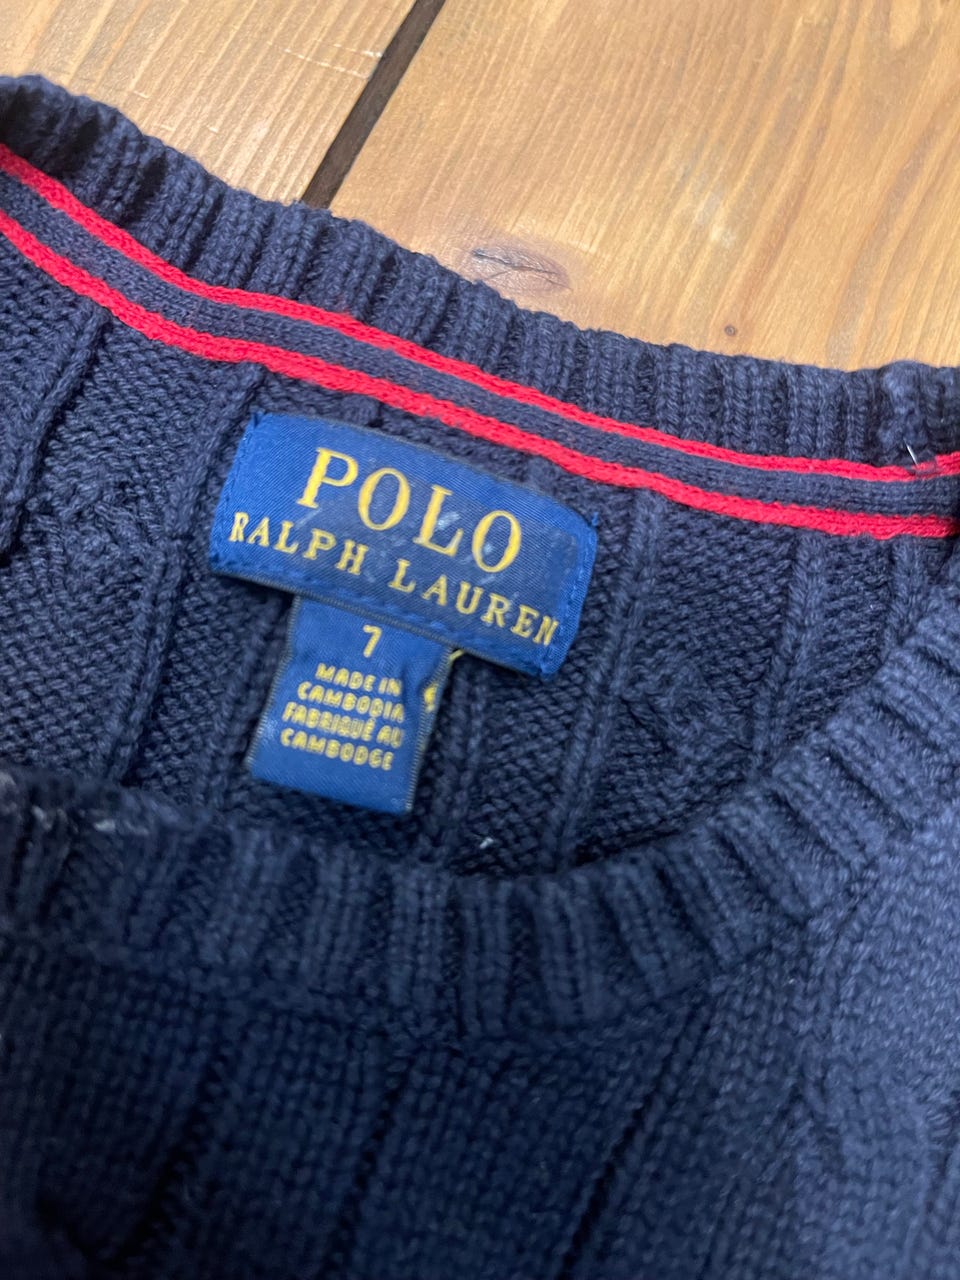 POLO
RALPH LAUREN
7
MADE IN
CAMBODIA
FABRIQUÉ AU
CAMBODGE